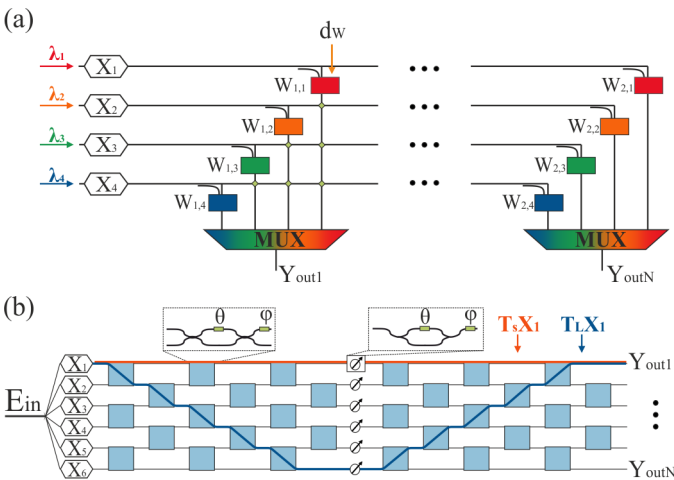 (a)
dW
λ1 X1
W1,1 W2,1
λ2 X2
W1,2 W2,2
λ3 X3
W1,3 W2,3
λ4 X4
W1,4 W2,4
MUX MUX
Yout1 YoutN
(b)
θ φ θ φ
TsX1 TLX1
X1 Yout1
X2
Ein X3
X4
X5
X6 YoutN